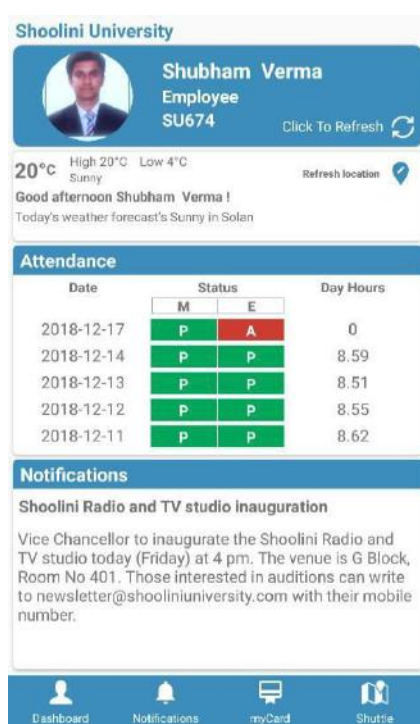 Shoolini University
Shubham Verma
Employee
SU674
Click To Refresh
20°C High 20°C Low 4°C
Sunny
Refresh location
Good afternoon Shubham Verma !
Today's weather forecast's Sunny in Solan
Attendance
Date Status Day Hours
M E
2018-12-17 P A 0
2018-12-14 P P 8.59
2018-12-13 P P 8.51
2018-12-12 P P 8.55
2018-12-11 P P 8.62
Notifications
Shoolini Radio and TV studio inauguration
Vice Chancellor to inaugurate the Shoolini Radio and
TV studio today (Friday) at 4 pm. The venue is G Block,
Room No 401. Those interested in auditions can write
to newsletter@shooliniuniversity.com with their mobile
number.
Dashboard Notifications myCard Shuttle